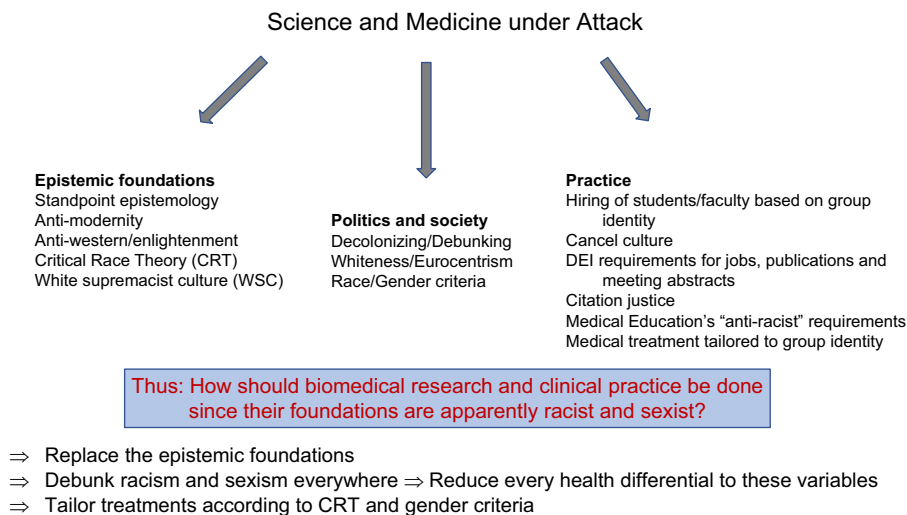 Science and Medicine under Attack
Epistemic foundations
Standpoint epistemology
Anti-modernity
Anti-western/enlightenment
Critical Race Theory (CRT)
White supremacist culture (WSC)
Politics and society
Decolonizing/Debunking
Whiteness/Eurocentrism
Race/Gender criteria
Practice
Hiring of students/faculty based on group
identity
Cancel culture
DEI requirements for jobs, publications and
meeting abstracts
Citation justice
Medical Education's “anti-racist” requirements
Medical treatment tailored to group identity
Thus: How should biomedical research and clinical practice be done
since their foundations are apparently racist and sexist?
⇒ Replace the epistemic foundations
⇒ Debunk racism and sexism everywhere ⇒ Reduce every health differential to these variables
⇒ Tailor treatments according to CRT and gender criteria